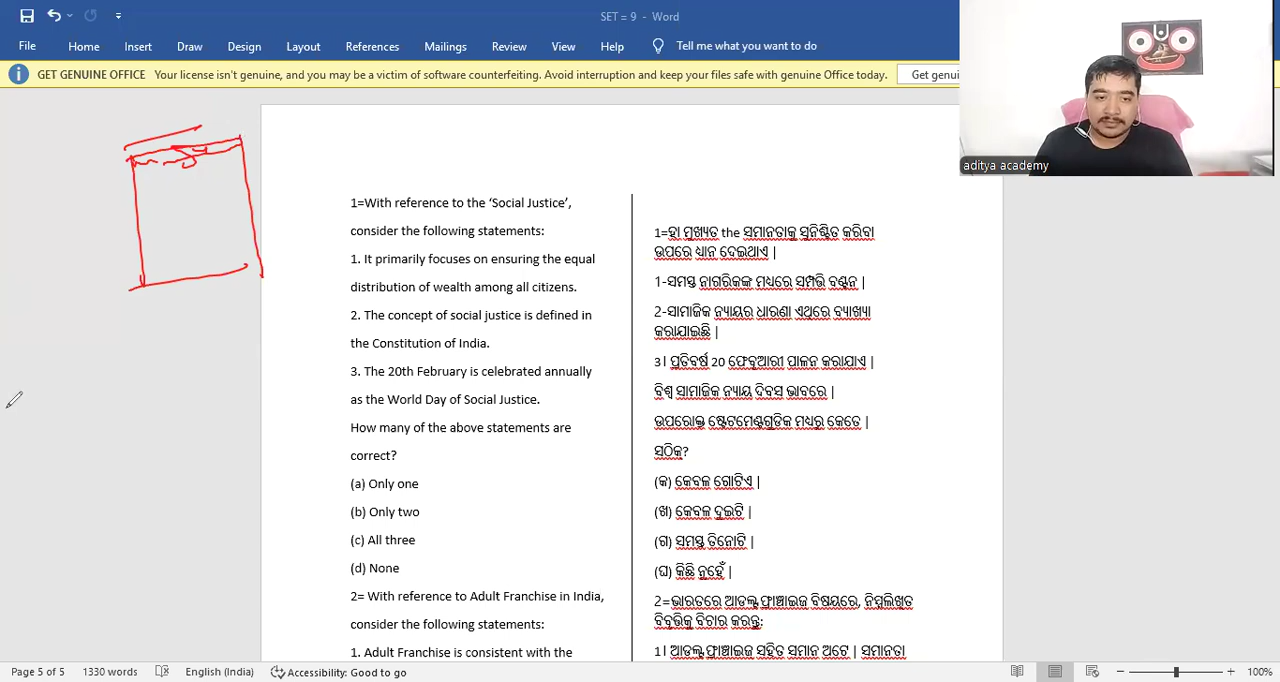 SET = 9 - Word
File Home Insert Draw Design Layout References Mailings Review View Help Tell me what you want to do
GET GENUINE OFFICE Your license isn't genuine, and you may be a victim of software counterfeiting. Avoid interruption and keep your files safe with genuine Office today. Get genui
aditya academy
1=With reference to the ‘Social Justice’,
consider the following statements:
1. It primarily focuses on ensuring the equal
distribution of wealth among all citizens.
2. The concept of social justice is defined in
the Constitution of India.
3. The 20th February is celebrated annually
as the World Day of Social Justice.
How many of the above statements are
correct?
(a) Only one
(b) Only two
(c) All three
(d) None
2= With reference to Adult Franchise in India,
consider the following statements:
1. Adult Franchise is consistent with the
1=ହା ମୁଖ୍ୟତ the ସମାନତାକୁ ସୁନିଶ୍ଚିତ କରିବା
ଉପରେ ଧ୍ୟାନ ଦେଇଥାଏ |
1-ସମସ୍ତ ନାଗରିକଙ୍କ ମଧ୍ୟରେ ସମ୍ପତ୍ତି ବଣ୍ଟନ |
2-ସାମାଜିକ ନ୍ୟାୟର ଧାରଣା ଏଥିରେ ବ୍ୟାଖ୍ୟା
କରାଯାଇଛି |
3। ପ୍ରତିବର୍ଷ 20 ଫେବୃଆରୀ ପାଳନ କରାଯାଏ |
ବିଶ୍ୱ ସାମାଜିକ ନ୍ୟାୟ ଦିବସ ଭାବରେ |
ଉପରୋକ୍ତ ଷ୍ଟେଟମେଣ୍ଟଗୁଡିକ ମଧ୍ୟରୁ କେତେ |
ସଠିକ୍?
(କ) କେବଳ ଗୋଟିଏ |
(ଖ) କେବଳ ଦୁଇଟି |
(ଗ) ସମସ୍ତ ତିନୋଟି |
(ଘ) କିଛି ନୁହେଁ |
2=ଭାରତରେ ଆଡଲ୍ଟ ଫ୍ରାଞ୍ଚାଇଜ ବିଷୟରେ, ନିମ୍ନଲିଖିତ
ବିବୃତ୍ତିକୁ ବିଚାର କରନ୍ତୁ:
1। ଆଡଲ୍ଟ ଫ୍ରାଞ୍ଚାଇଜ ସହିତ ସମାନ ଅଟେ | ସମାନତା
Page 5 of 5 1330 words English (India) Accessibility: Good to go 100%